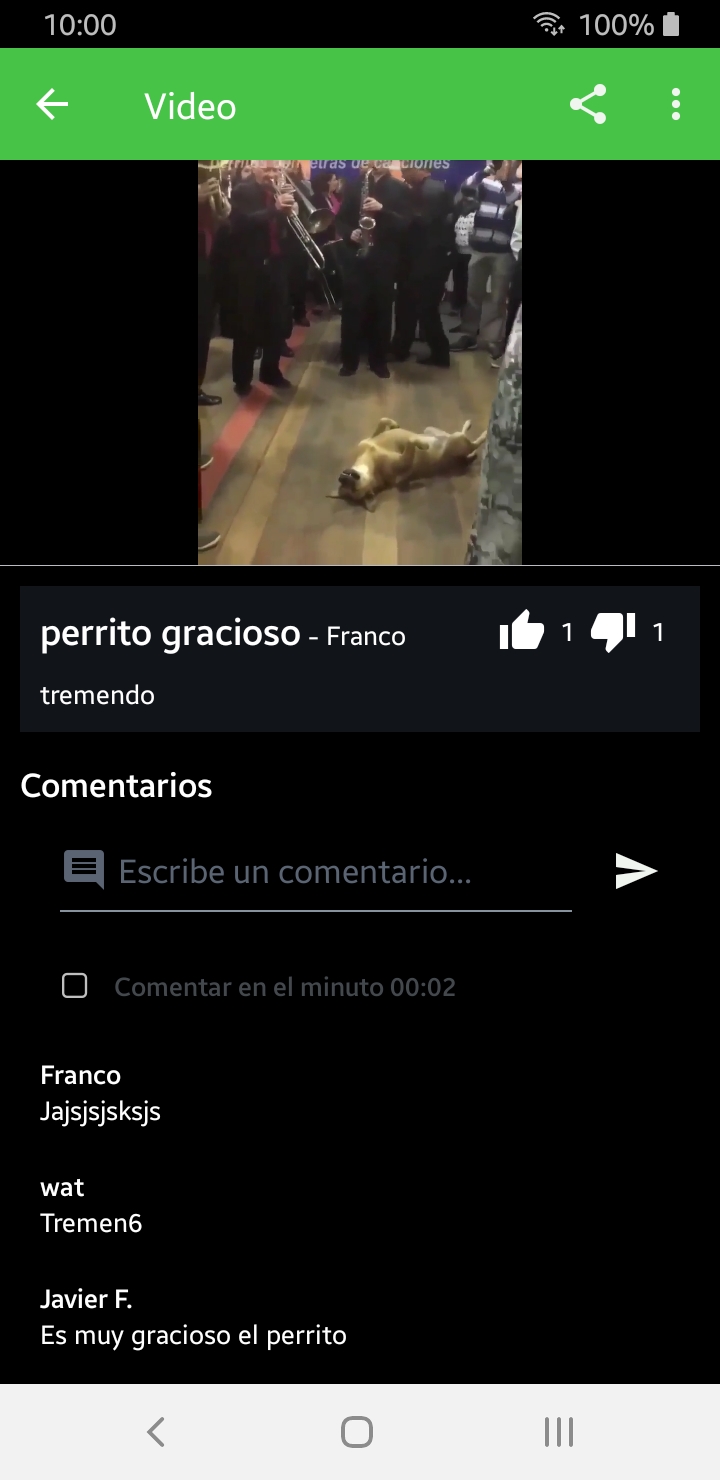 10:00 100%
Video
etras de canciones
perrito gracioso - Franco 1 1
tremendo
Comentarios
Escribe un comentario...
Comentar en el minuto 00:02
Franco
Jajsjsjsksjs
wat
Tremen6
Javier F.
Es muy gracioso el perrito